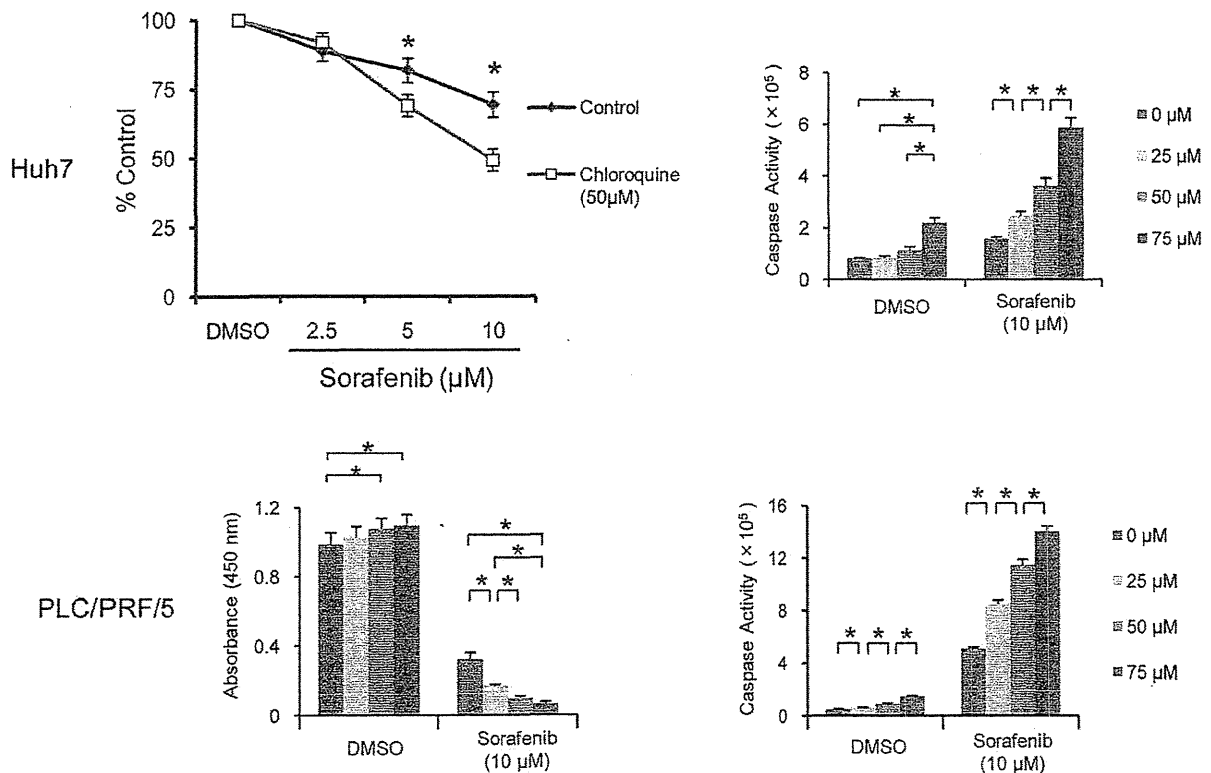 Huh7
% Control
100
75
50
25
0
*
*
Control
Chloroquine
(50µM)
DMSO
2.5
5
10
Sorafenib (µM)
Caspase Activity ( × 10⁵)
8
6
4
2
0
*
*
*
* * *
DMSO
Sorafenib
(10 µM)
0 µM
25 µM
50 µM
75 µM
PLC/PRF/5
Absorbance (450 nm)
1.2
0.8
0.4
0
*
*
*
*
* *
DMSO
Sorafenib
(10 µM)
Caspase Activity ( × 10⁵)
16
12
8
4
0
* * *
* * *
DMSO
Sorafenib
(10 µM)
0 µM
25 µM
50 µM
75 µM